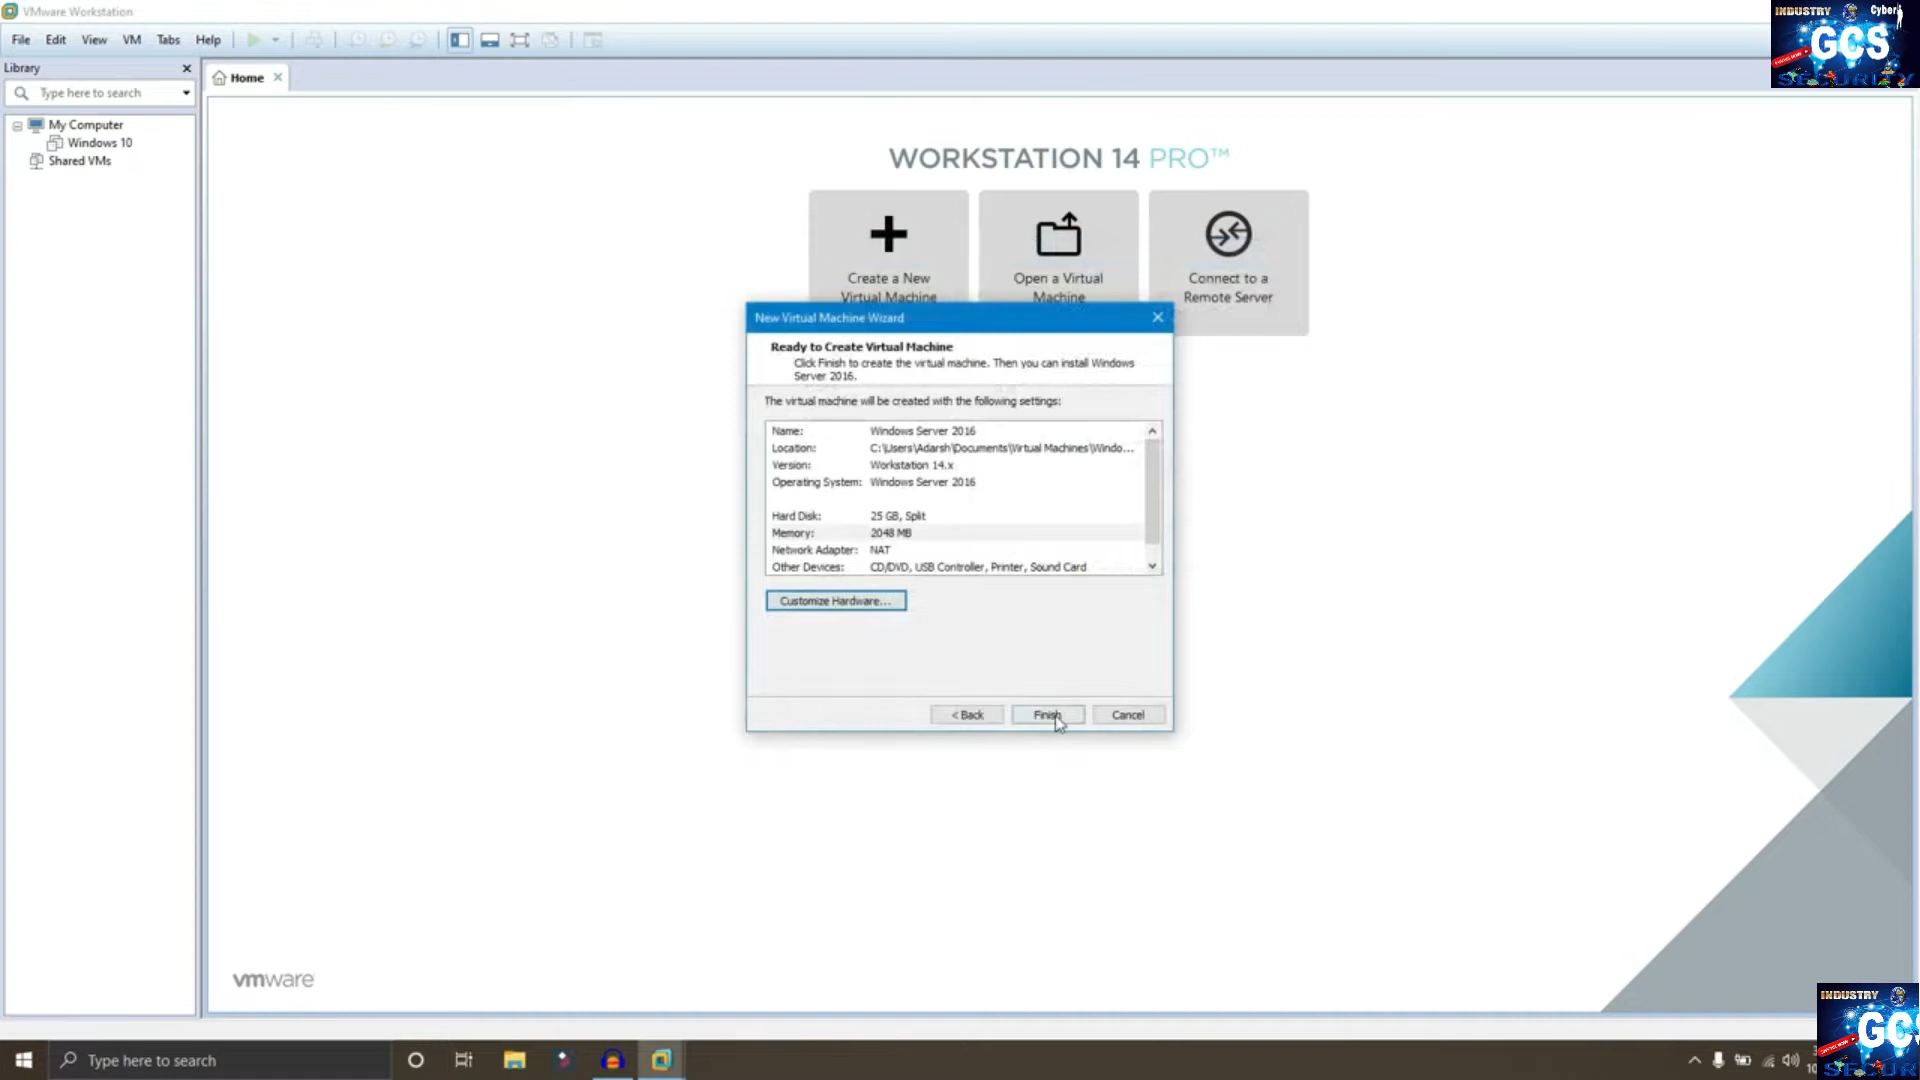 VMware Workstation
File Edit View VM Tabs Help
Library
Type here to search
My Computer
Windows 10
Shared VMs
Home
WORKSTATION 14 PRO™
Create a New Virtual Machine
Open a Virtual Machine
Connect to a Remote Server
New Virtual Machine Wizard
Ready to Create Virtual Machine
Click Finish to create the virtual machine. Then you can install Windows
Server 2016.
The virtual machine will be created with the following settings:
Name: Windows Server 2016
Location: C:\Users\Adarsh\Documents\Virtual Machines\Windo...
Version: Workstation 14.x
Operating System: Windows Server 2016
Hard Disk: 25 GB, Split
Memory: 2048 MB
Network Adapter: NAT
Other Devices: CD/DVD, USB Controller, Printer, Sound Card
Customize Hardware...
< Back Finish Cancel
vmware
Type here to search
INDUSTRY Cyber
GCS
SECURITY
INDUSTRY
GCS
SECUR